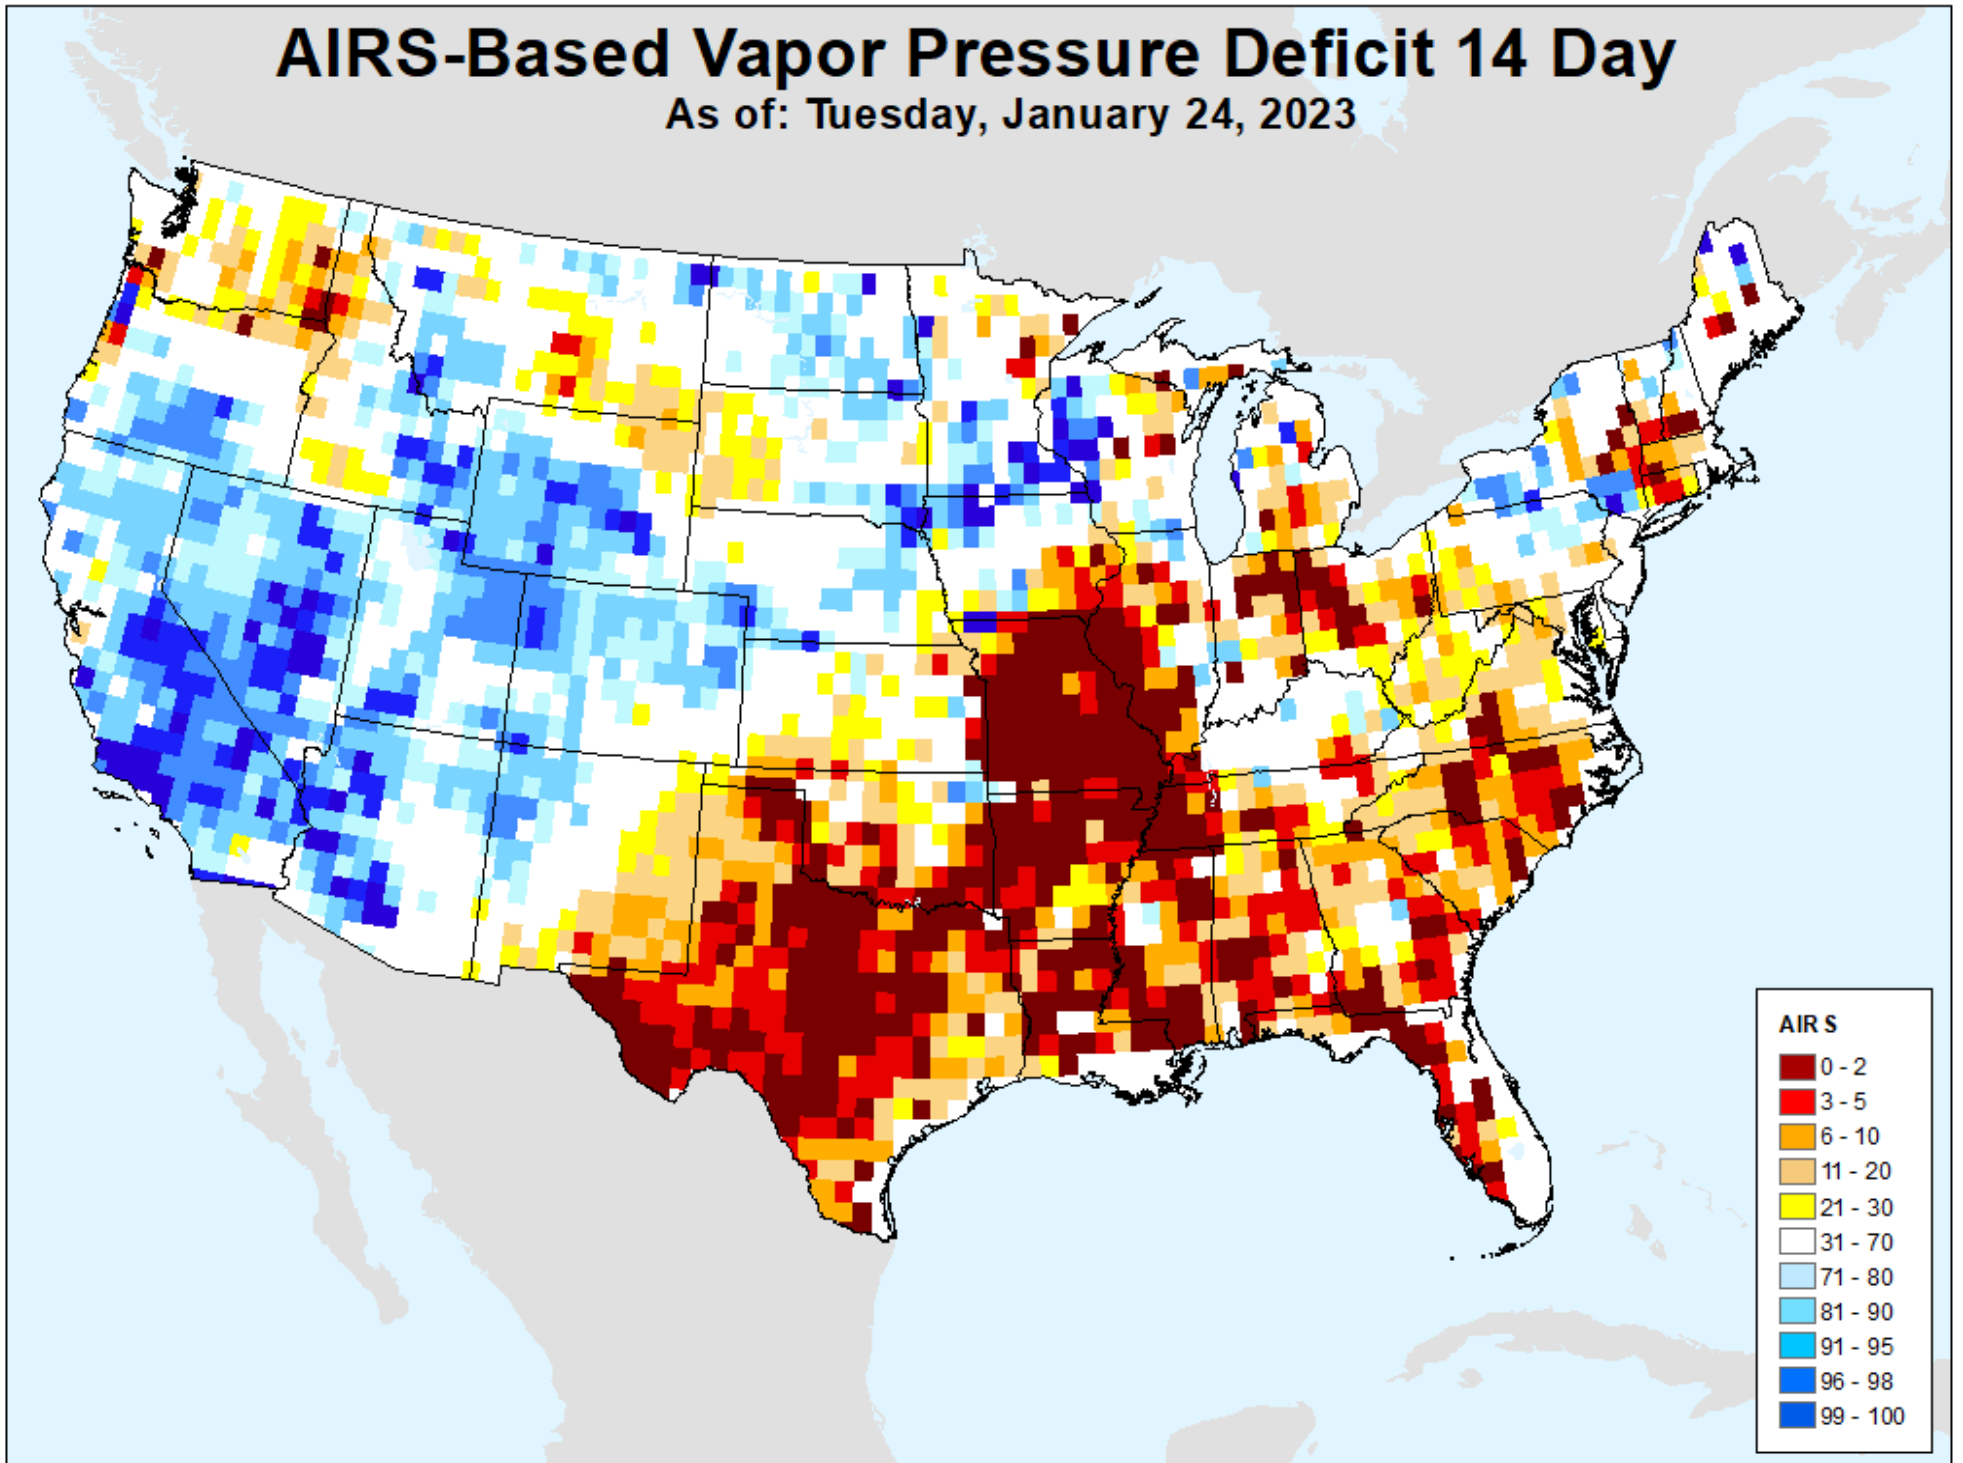 AIRS-Based Vapor Pressure Deficit 14 Day
As of: Tuesday, January 24, 2023
AIRS
0 - 2
3 - 5
6 - 10
11 - 20
21 - 30
31 - 70
71 - 80
81 - 90
91 - 95
96 - 98
99 - 100